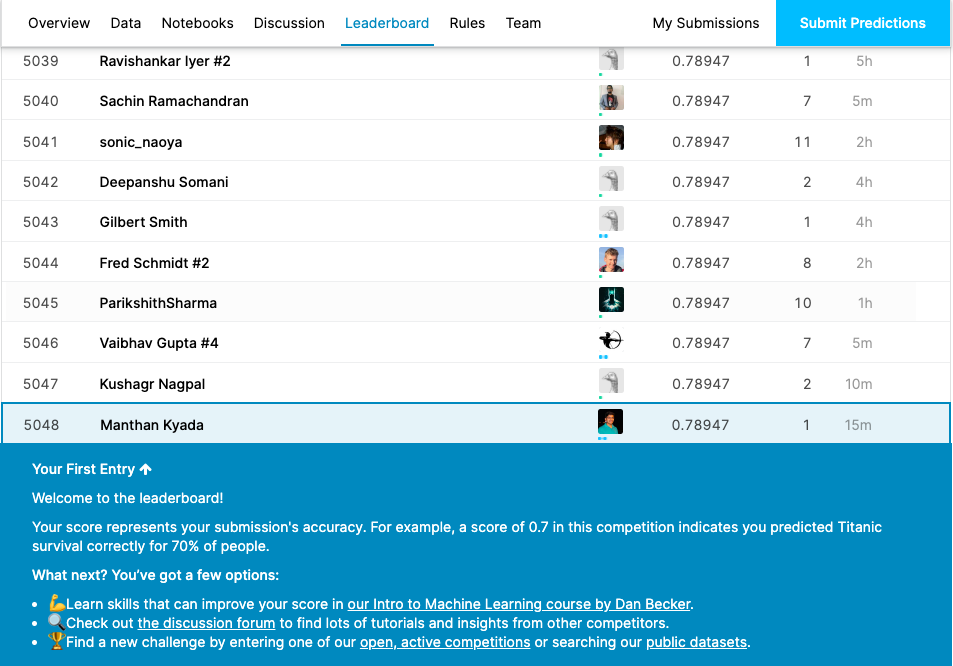 Overview Data Notebooks Discussion Leaderboard Rules Team My Submissions Submit Predictions
5039 Ravishankar Iyer #2 0.78947 1 5h
5040 Sachin Ramachandran 0.78947 7 5m
5041 sonic_naoya 0.78947 11 2h
5042 Deepanshu Somani 0.78947 2 4h
5043 Gilbert Smith 0.78947 1 4h
5044 Fred Schmidt #2 0.78947 8 2h
5045 ParikshithSharma 0.78947 10 1h
5046 Vaibhav Gupta #4 0.78947 7 5m
5047 Kushagr Nagpal 0.78947 2 10m
5048 Manthan Kyada 0.78947 1 15m
Your First Entry ↑
Welcome to the leaderboard!
Your score represents your submission's accuracy. For example, a score of 0.7 in this competition indicates you predicted Titanic
survival correctly for 70% of people.
What next? You've got a few options:
• 💪Learn skills that can improve your score in our Intro to Machine Learning course by Dan Becker.
• 🔍Check out the discussion forum to find lots of tutorials and insights from other competitors.
• 🏆Find a new challenge by entering one of our open, active competitions or searching our public datasets.